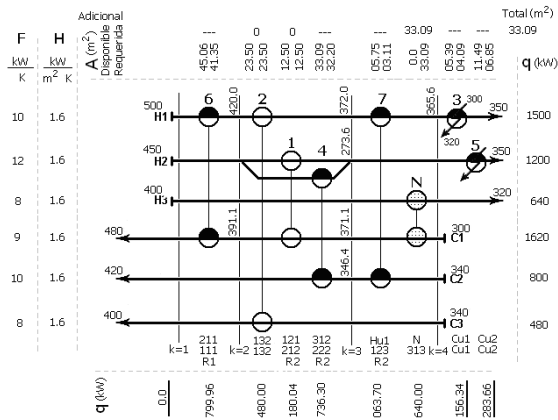 Adicional --- 0 0 --- --- 33.09 --- --- Total (m2)
33.09
F H A (m2) Disponible Requerida
45.06 41.35
23.50 23.50
12.50 12.50
33.09 32.20
05.75 03.11
0.0 33.09
05.39 04.09
11.49 06.85
q (kW)
kW K
kW m2 K
10 1.6 500 H1 6 420.0 2 372.0 7 365.6 3 300 320 350 1500
12 1.6 450 H2 1 4 273.6 5 350 1200
8 1.6 400 H3 N 320 640
9 1.6 480 391.1 371.1 300 C1 1620
10 1.6 420 346.4 340 C2 800
8 1.6 400 340 C3 480
k=1 211 111 R1
k=2 132 132
121 212 R2
312 222 R2
k=3 Hu1 123 R2
N 313 k=4
Cu1 Cu1
Cu2 Cu2
q (kW) 0.0 799.96 480.00 180.04 736.30 063.70 640.00 156.34 283.66